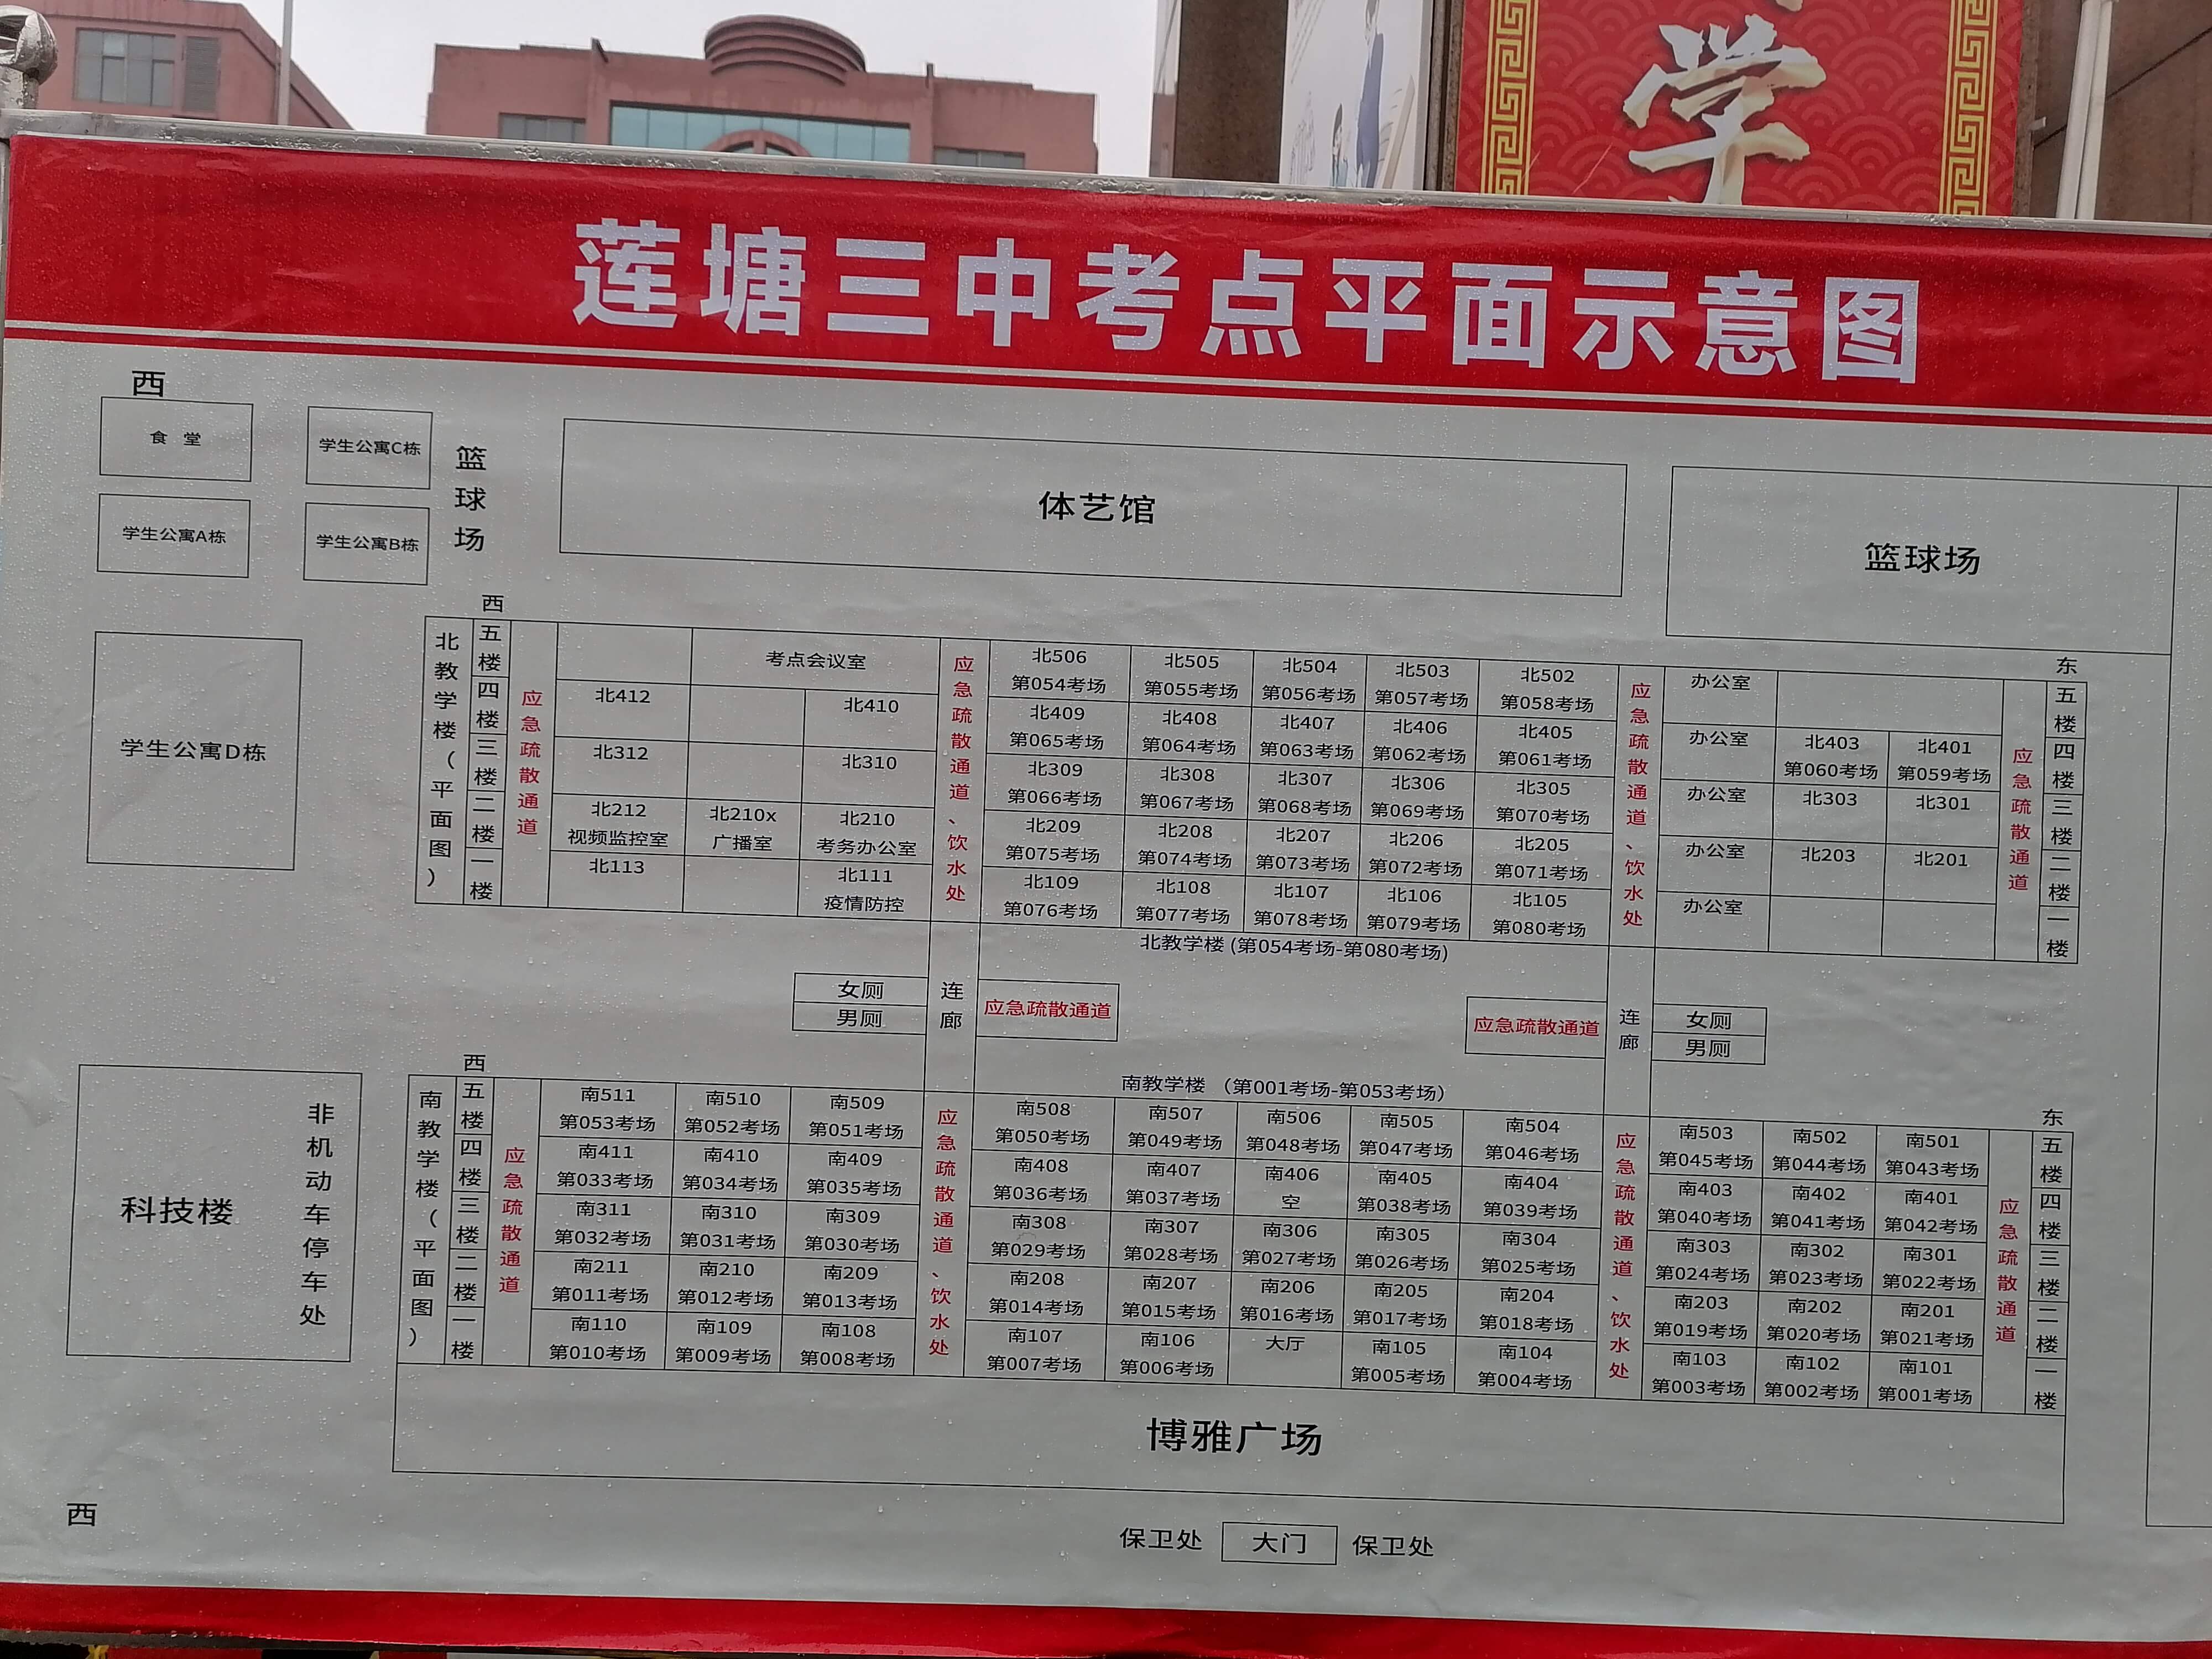 学
莲塘三中考点平面示意图
西
食 堂
学生公寓C栋
学生公寓A栋
学生公寓B栋
篮球场
体艺馆
篮球场
学生公寓D栋
西
东
北教学楼（平面图）
五楼
四楼
三楼
二楼
一楼
应急疏散通道
考点会议室
北412
北410
北312
北310
北212
视频监控室
北210x
广播室
北210
考务办公室
北113
北111
疫情防控
应急疏散通道、饮水处
北506 北505 北504 北503 北502
第054考场 第055考场 第056考场 第057考场 第058考场
北409 北408 北407 北406 北405
第065考场 第064考场 第063考场 第062考场 第061考场
北309 北308 北307 北306 北305
第066考场 第067考场 第068考场 第069考场 第070考场
北209 北208 北207 北206 北205
第075考场 第074考场 第073考场 第072考场 第071考场
北109 北108 北107 北106 北105
第076考场 第077考场 第078考场 第079考场 第080考场
应急疏散通道、饮水处
办公室
办公室 北403 北401
第060考场 第059考场
办公室 北303 北301
办公室 北203 北201
办公室
应急疏散通道
五楼
四楼
三楼
二楼
一楼
北教学楼 (第054考场-第080考场)
女厕
男厕
连廊
应急疏散通道
应急疏散通道
连廊
女厕
男厕
南教学楼 （第001考场-第053考场）
科技楼
非机动车停车处
西
东
南教学楼（平面图）
五楼
四楼
三楼
二楼
一楼
应急疏散通道
南511 南510 南509
第053考场 第052考场 第051考场
南411 南410 南409
第033考场 第034考场 第035考场
南311 南310 南309
第032考场 第031考场 第030考场
南211 南210 南209
第011考场 第012考场 第013考场
南110 南109 南108
第010考场 第009考场 第008考场
应急疏散通道、饮水处
南508 南507 南506 南505 南504
第050考场 第049考场 第048考场 第047考场 第046考场
南408 南407 南406 南405 南404
第036考场 第037考场 空 第038考场 第039考场
南308 南307 南306 南305 南304
第029考场 第028考场 第027考场 第026考场 第025考场
南208 南207 南206 南205 南204
第014考场 第015考场 第016考场 第017考场 第018考场
南107 南106 大厅 南105 南104
第007考场 第006考场 第005考场 第004考场
应急疏散通道、饮水处
南503 南502 南501
第045考场 第044考场 第043考场
南403 南402 南401
第040考场 第041考场 第042考场
南303 南302 南301
第024考场 第023考场 第022考场
南203 南202 南201
第019考场 第020考场 第021考场
南103 南102 南101
第003考场 第002考场 第001考场
应急疏散通道
五楼
四楼
三楼
二楼
一楼
博雅广场
西
保卫处 大门 保卫处